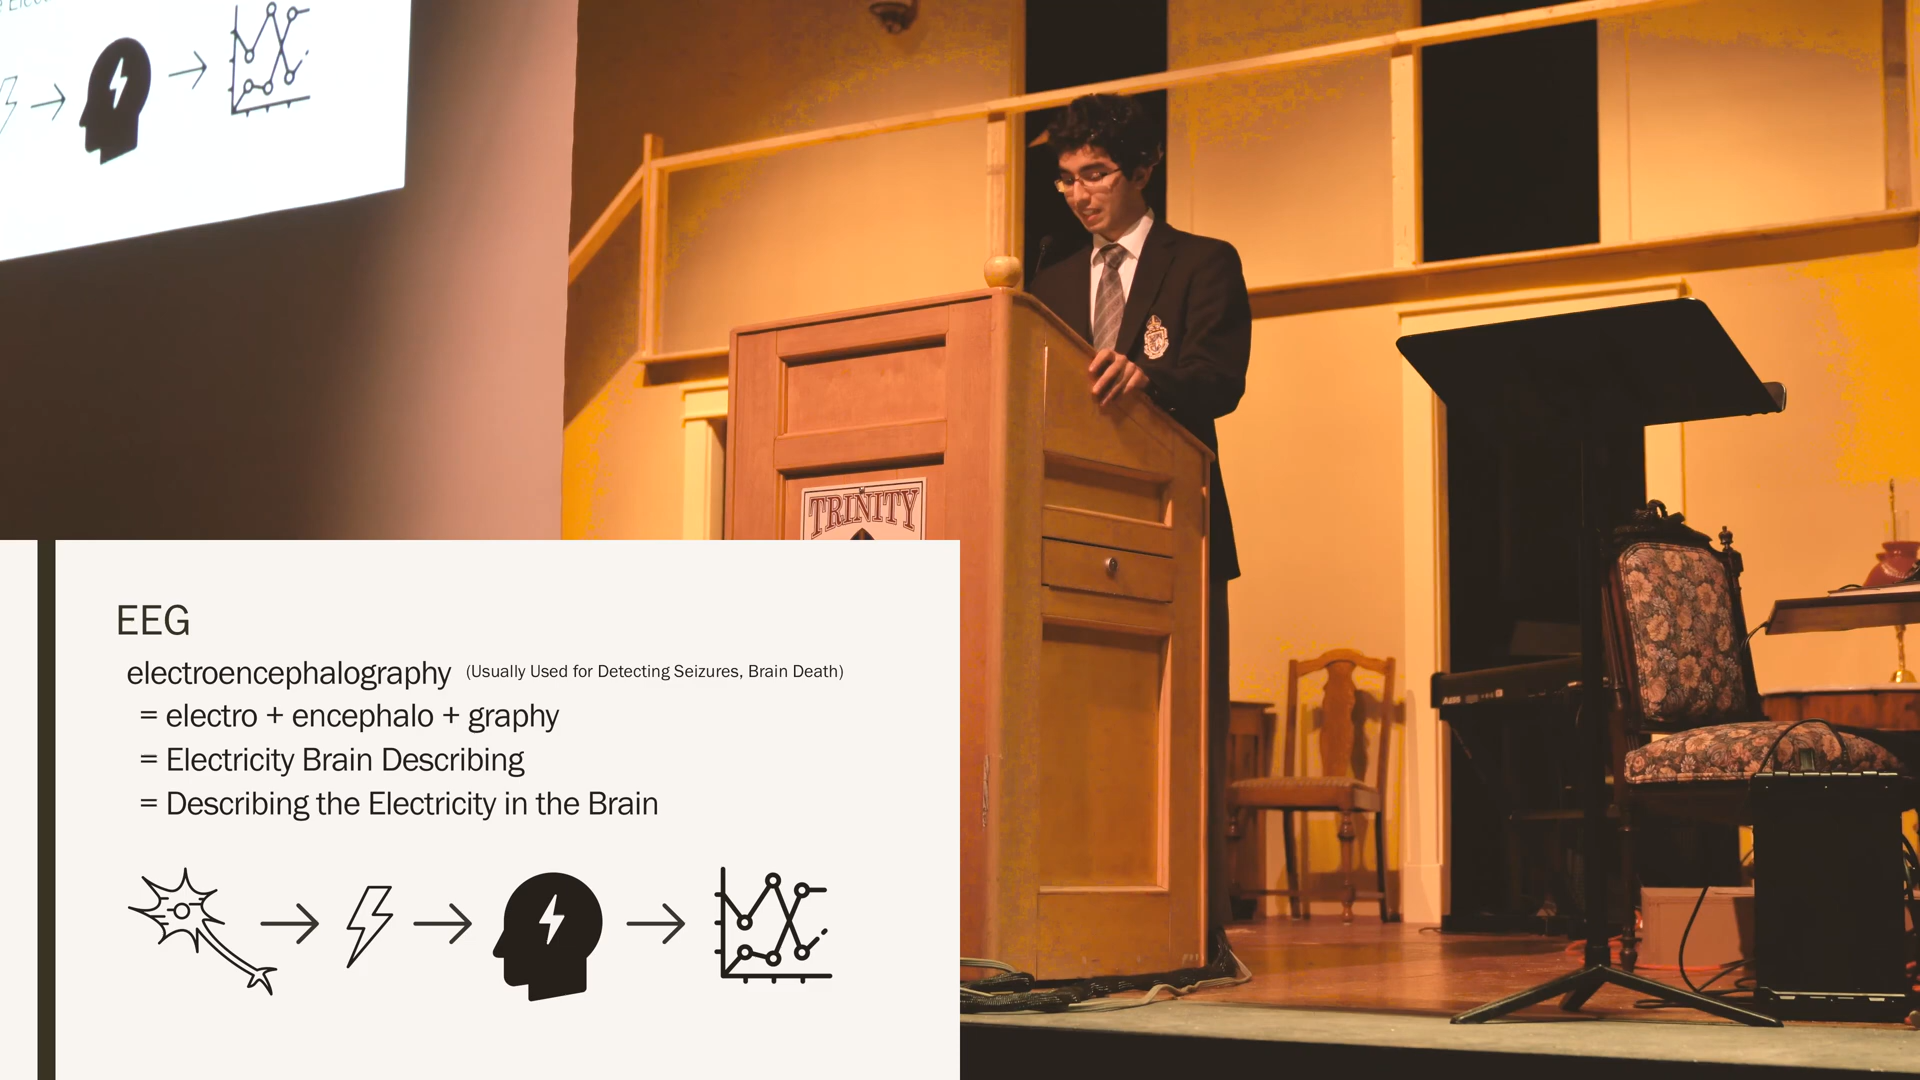 TRINITY
EEG
electroencephalography (Usually Used for Detecting Seizures, Brain Death)
= electro + encephalo + graphy
= Electricity Brain Describing
= Describing the Electricity in the Brain